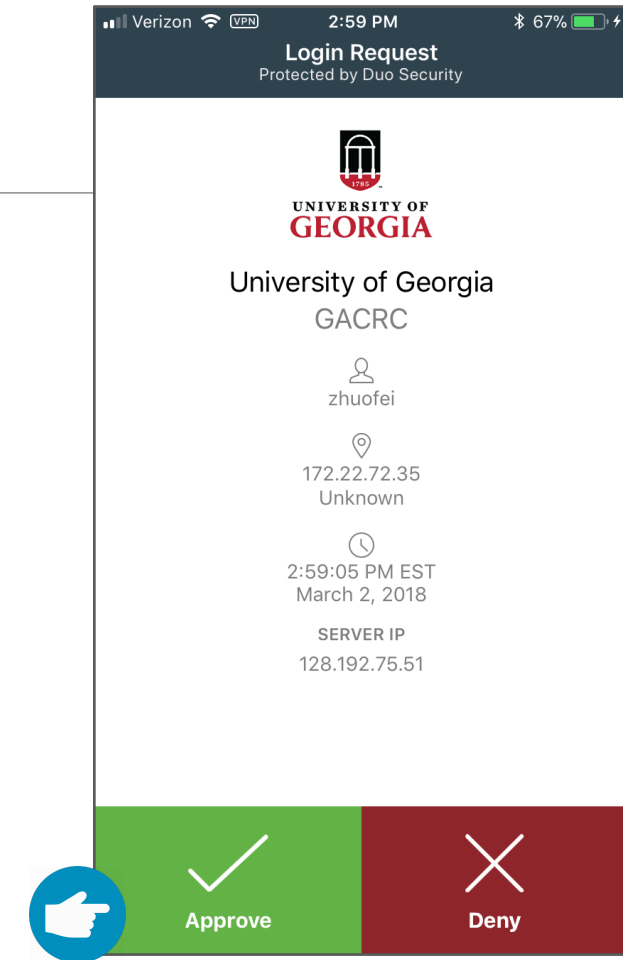 Verizon VPN 2:59 PM 67%
Login Request
Protected by Duo Security
1785
UNIVERSITY OF
GEORGIA
University of Georgia
GACRC
zhuofei
172.22.72.35
Unknown
2:59:05 PM EST
March 2, 2018
SERVER IP
128.192.75.51
Approve Deny